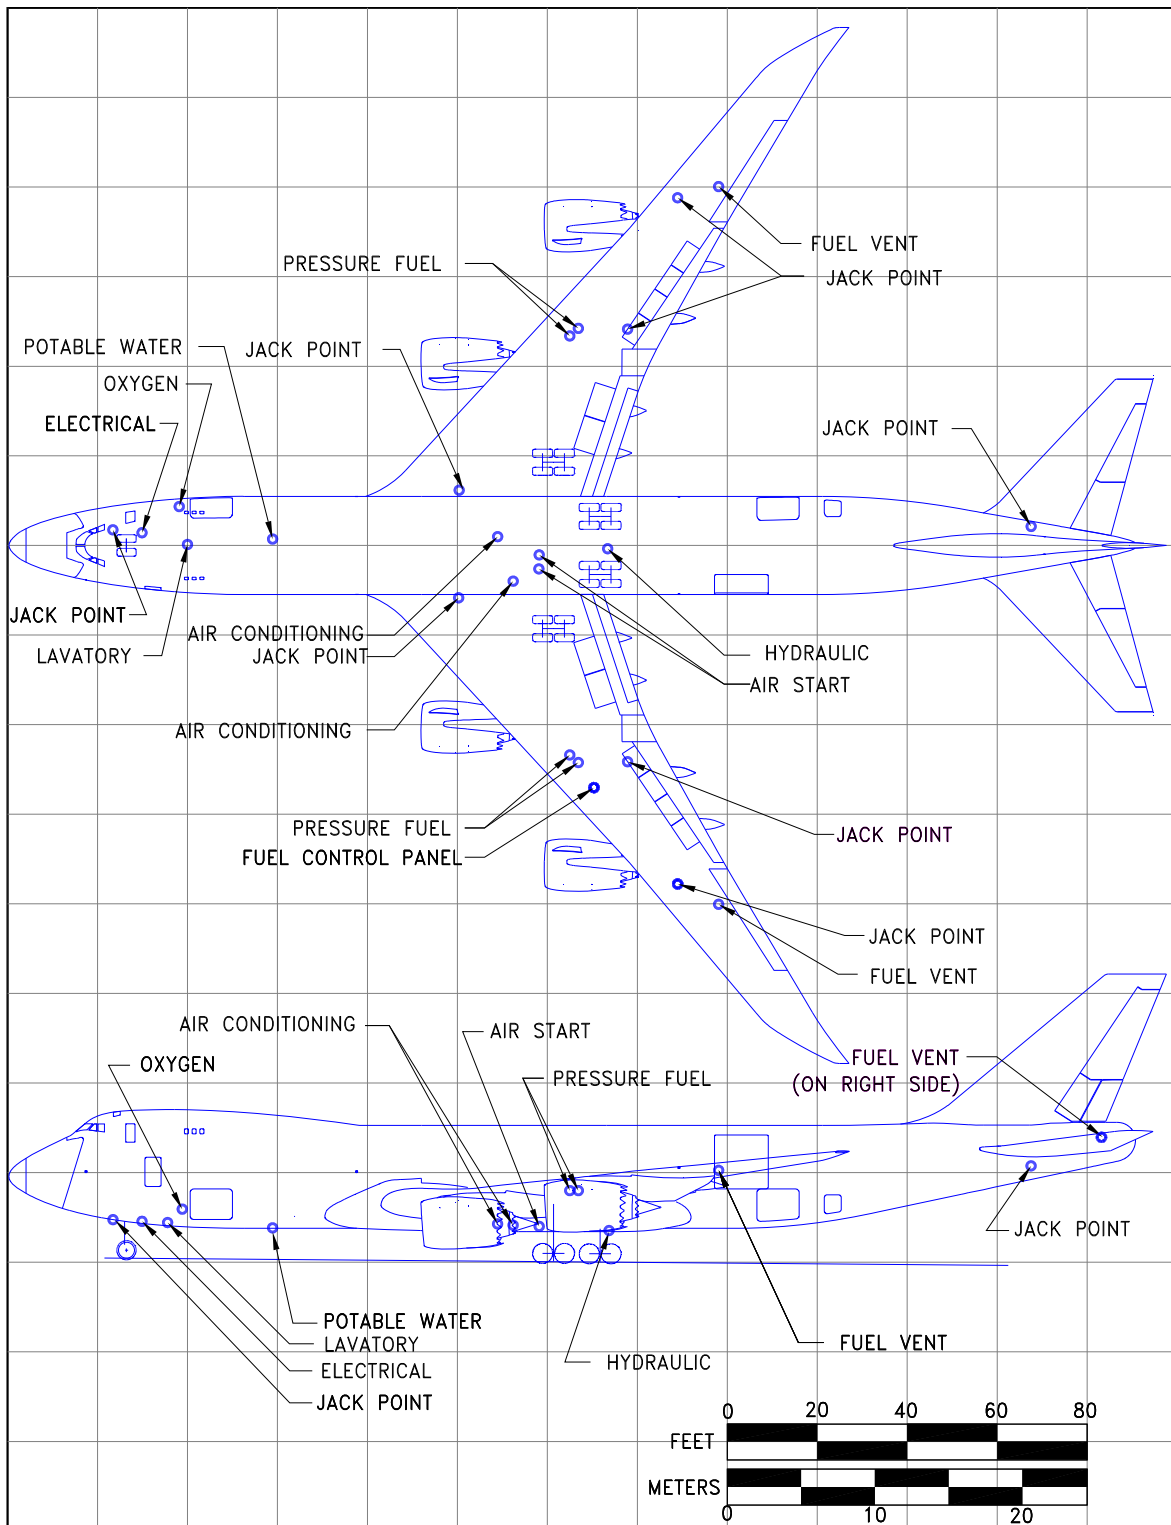 FUEL VENT
PRESSURE FUEL
JACK POINT
POTABLE WATER
JACK POINT
OXYGEN
ELECTRICAL
JACK POINT
JACK POINT
AIR CONDITIONING
LAVATORY
JACK POINT
HYDRAULIC
AIR START
AIR CONDITIONING
PRESSURE FUEL
JACK POINT
FUEL CONTROL PANEL
JACK POINT
FUEL VENT
AIR CONDITIONING
AIR START
OXYGEN
FUEL VENT
(ON RIGHT SIDE)
PRESSURE FUEL
JACK POINT
POTABLE WATER
LAVATORY
FUEL VENT
ELECTRICAL
HYDRAULIC
JACK POINT
0 20 40 60 80
FEET
METERS
0 10 20